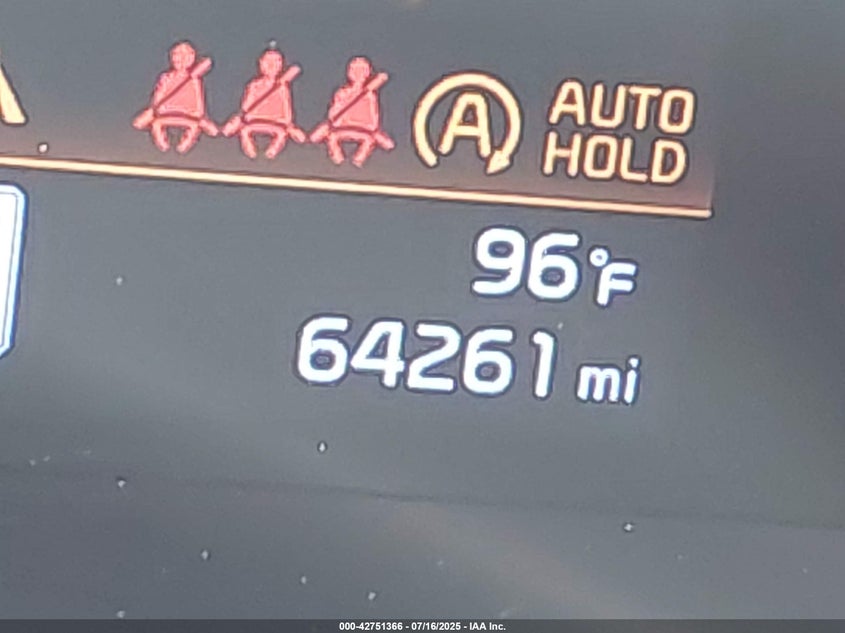 A AUTO
HOLD
96°F
64261 mi
000-42751366 - 07/16/2025 - IAA Inc.